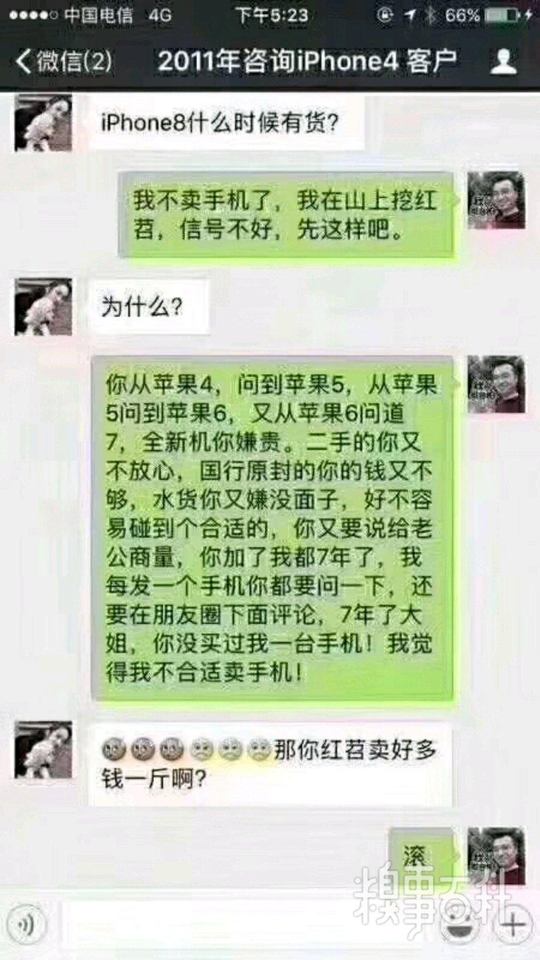 中国电信 4G 下午5:23 66%
微信(2) 2011年咨询iPhone4 客户
iPhone8什么时候有货?
我不卖手机了，我在山上挖红
苕，信号不好，先这样吧。
为什么?
你从苹果4，问到苹果5，从苹果
5问到苹果6，又从苹果6问道
7，全新机你嫌贵。二手的你又
不放心，国行原封的你的钱又不
够，水货你又嫌没面子，好不容
易碰到个合适的，你又要说给老
公商量，你加了我都7年了，我
每发一个手机你都要问一下，还
要在朋友圈下面评论，7年了大
姐，你没买过我一台手机！我觉
得我不合适卖手机！
那你红苕卖好多
钱一斤啊?
滚
糗事百科